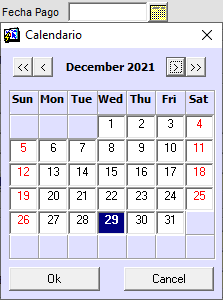 Fecha Pago
Calendario
<< < December 2021 > >>
Sun Mon Tue Wed Thu Fri Sat
1 2 3 4
5 6 7 8 9 10 11
12 13 14 15 16 17 18
19 20 21 22 23 24 25
26 27 28 29 30 31
Ok Cancel